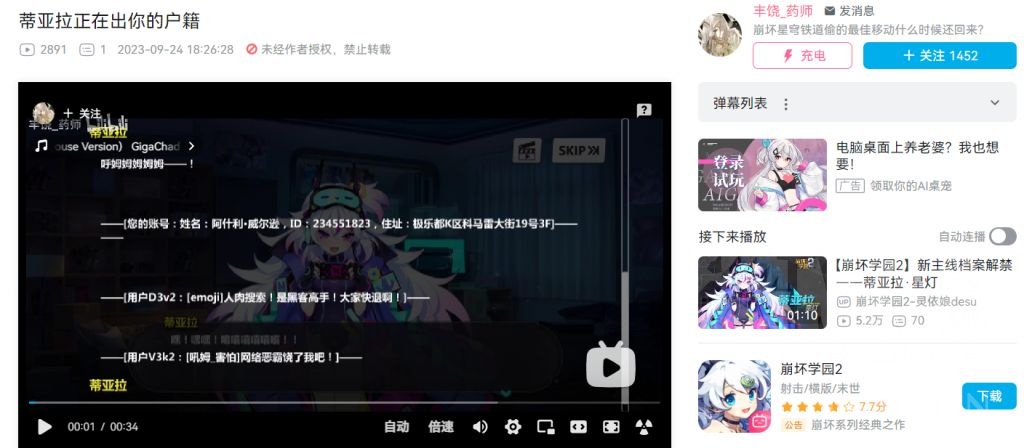 蒂亚拉正在出你的户籍
2891 1 2023-09-24 18:26:28 未经作者授权，禁止转载
丰饶_药师 发消息
崩坏星穹铁道偷的最佳移动什么时候还回来?
充电 + 关注 1452
弹幕列表
+ 关注
丰饶_药师
蒂亚拉
ouse Version) GigaChad
SKIP
呼姆姆姆姆姆——！
——[您的账号：姓名：阿什利·威尔逊，ID：234551823，住址：极乐都K区科马雷大街19号3F]——
——
——[用户D3v2：[emoji]人肉搜索！是黑客高手！大家快退啊！]——
蒂亚拉
嘿！嘿嘿！嘻嘻嘻嘻嘻嘻！！
——[用户V3k2：[吼姆_害怕]网络恶霸饶了我吧！]——
蒂亚拉
00:01 / 00:34 自动 倍速
登录
试玩
AIG
电脑桌面上养老婆？我也想
要！
广告 领取你的AI桌宠
接下来播放 自动连播
蒂亚拉
01:10
【崩坏学园2】新主线档案解禁
——蒂亚拉·星灯
UP 崩坏学园2-灵依娘desu
5.2万 70
崩坏学园2
射击/横版/末世
7.7分
公告 崩坏系列经典之作
下载